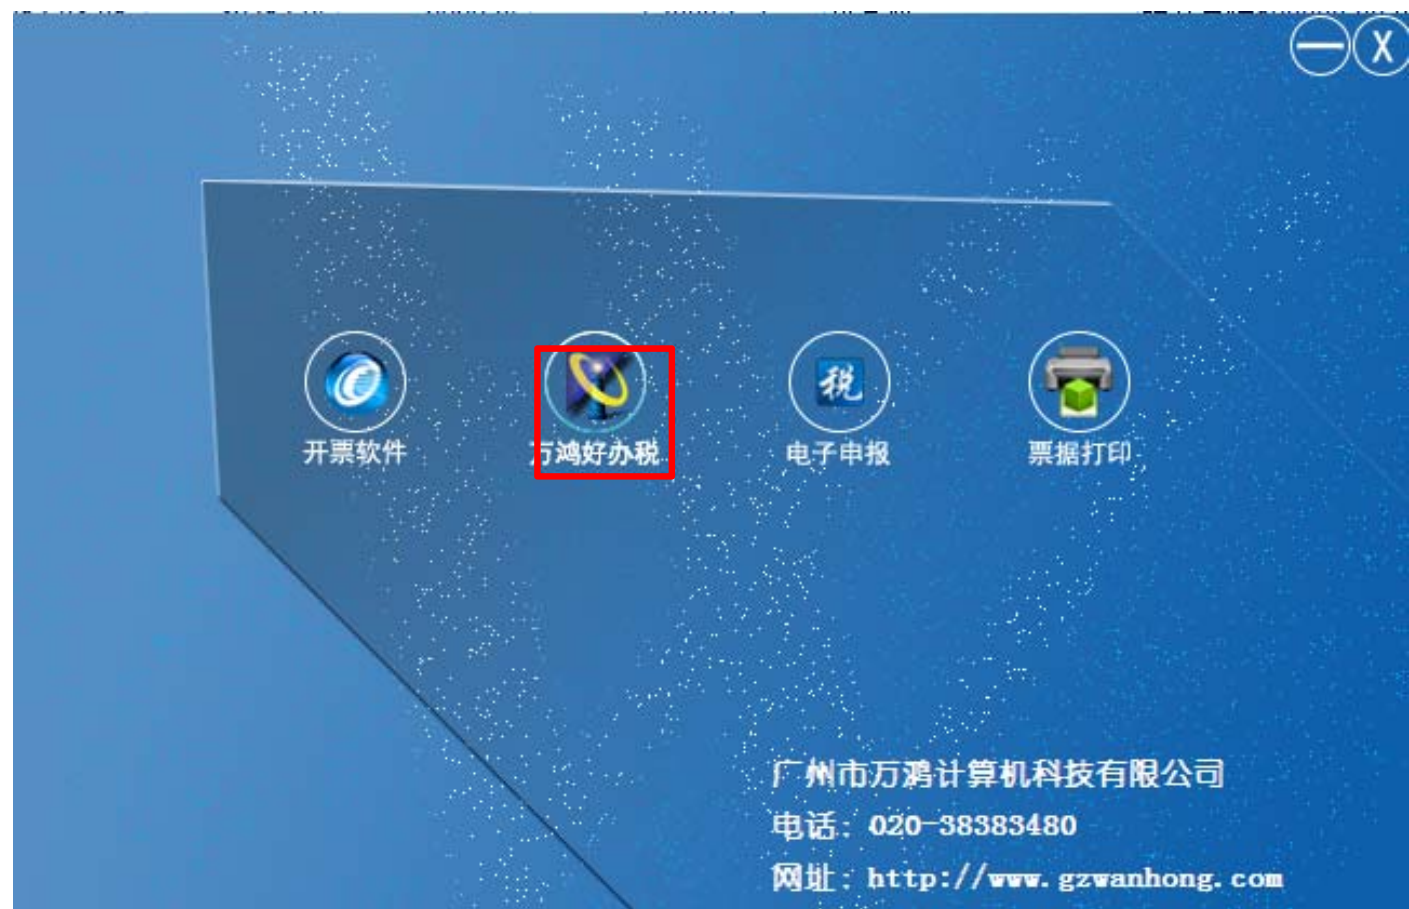 X
开票软件 万鸿好办税 电子申报 票据打印
广州市万鸿计算机科技有限公司
电话：020-38383480
网址：http://www.gzwanhong.com